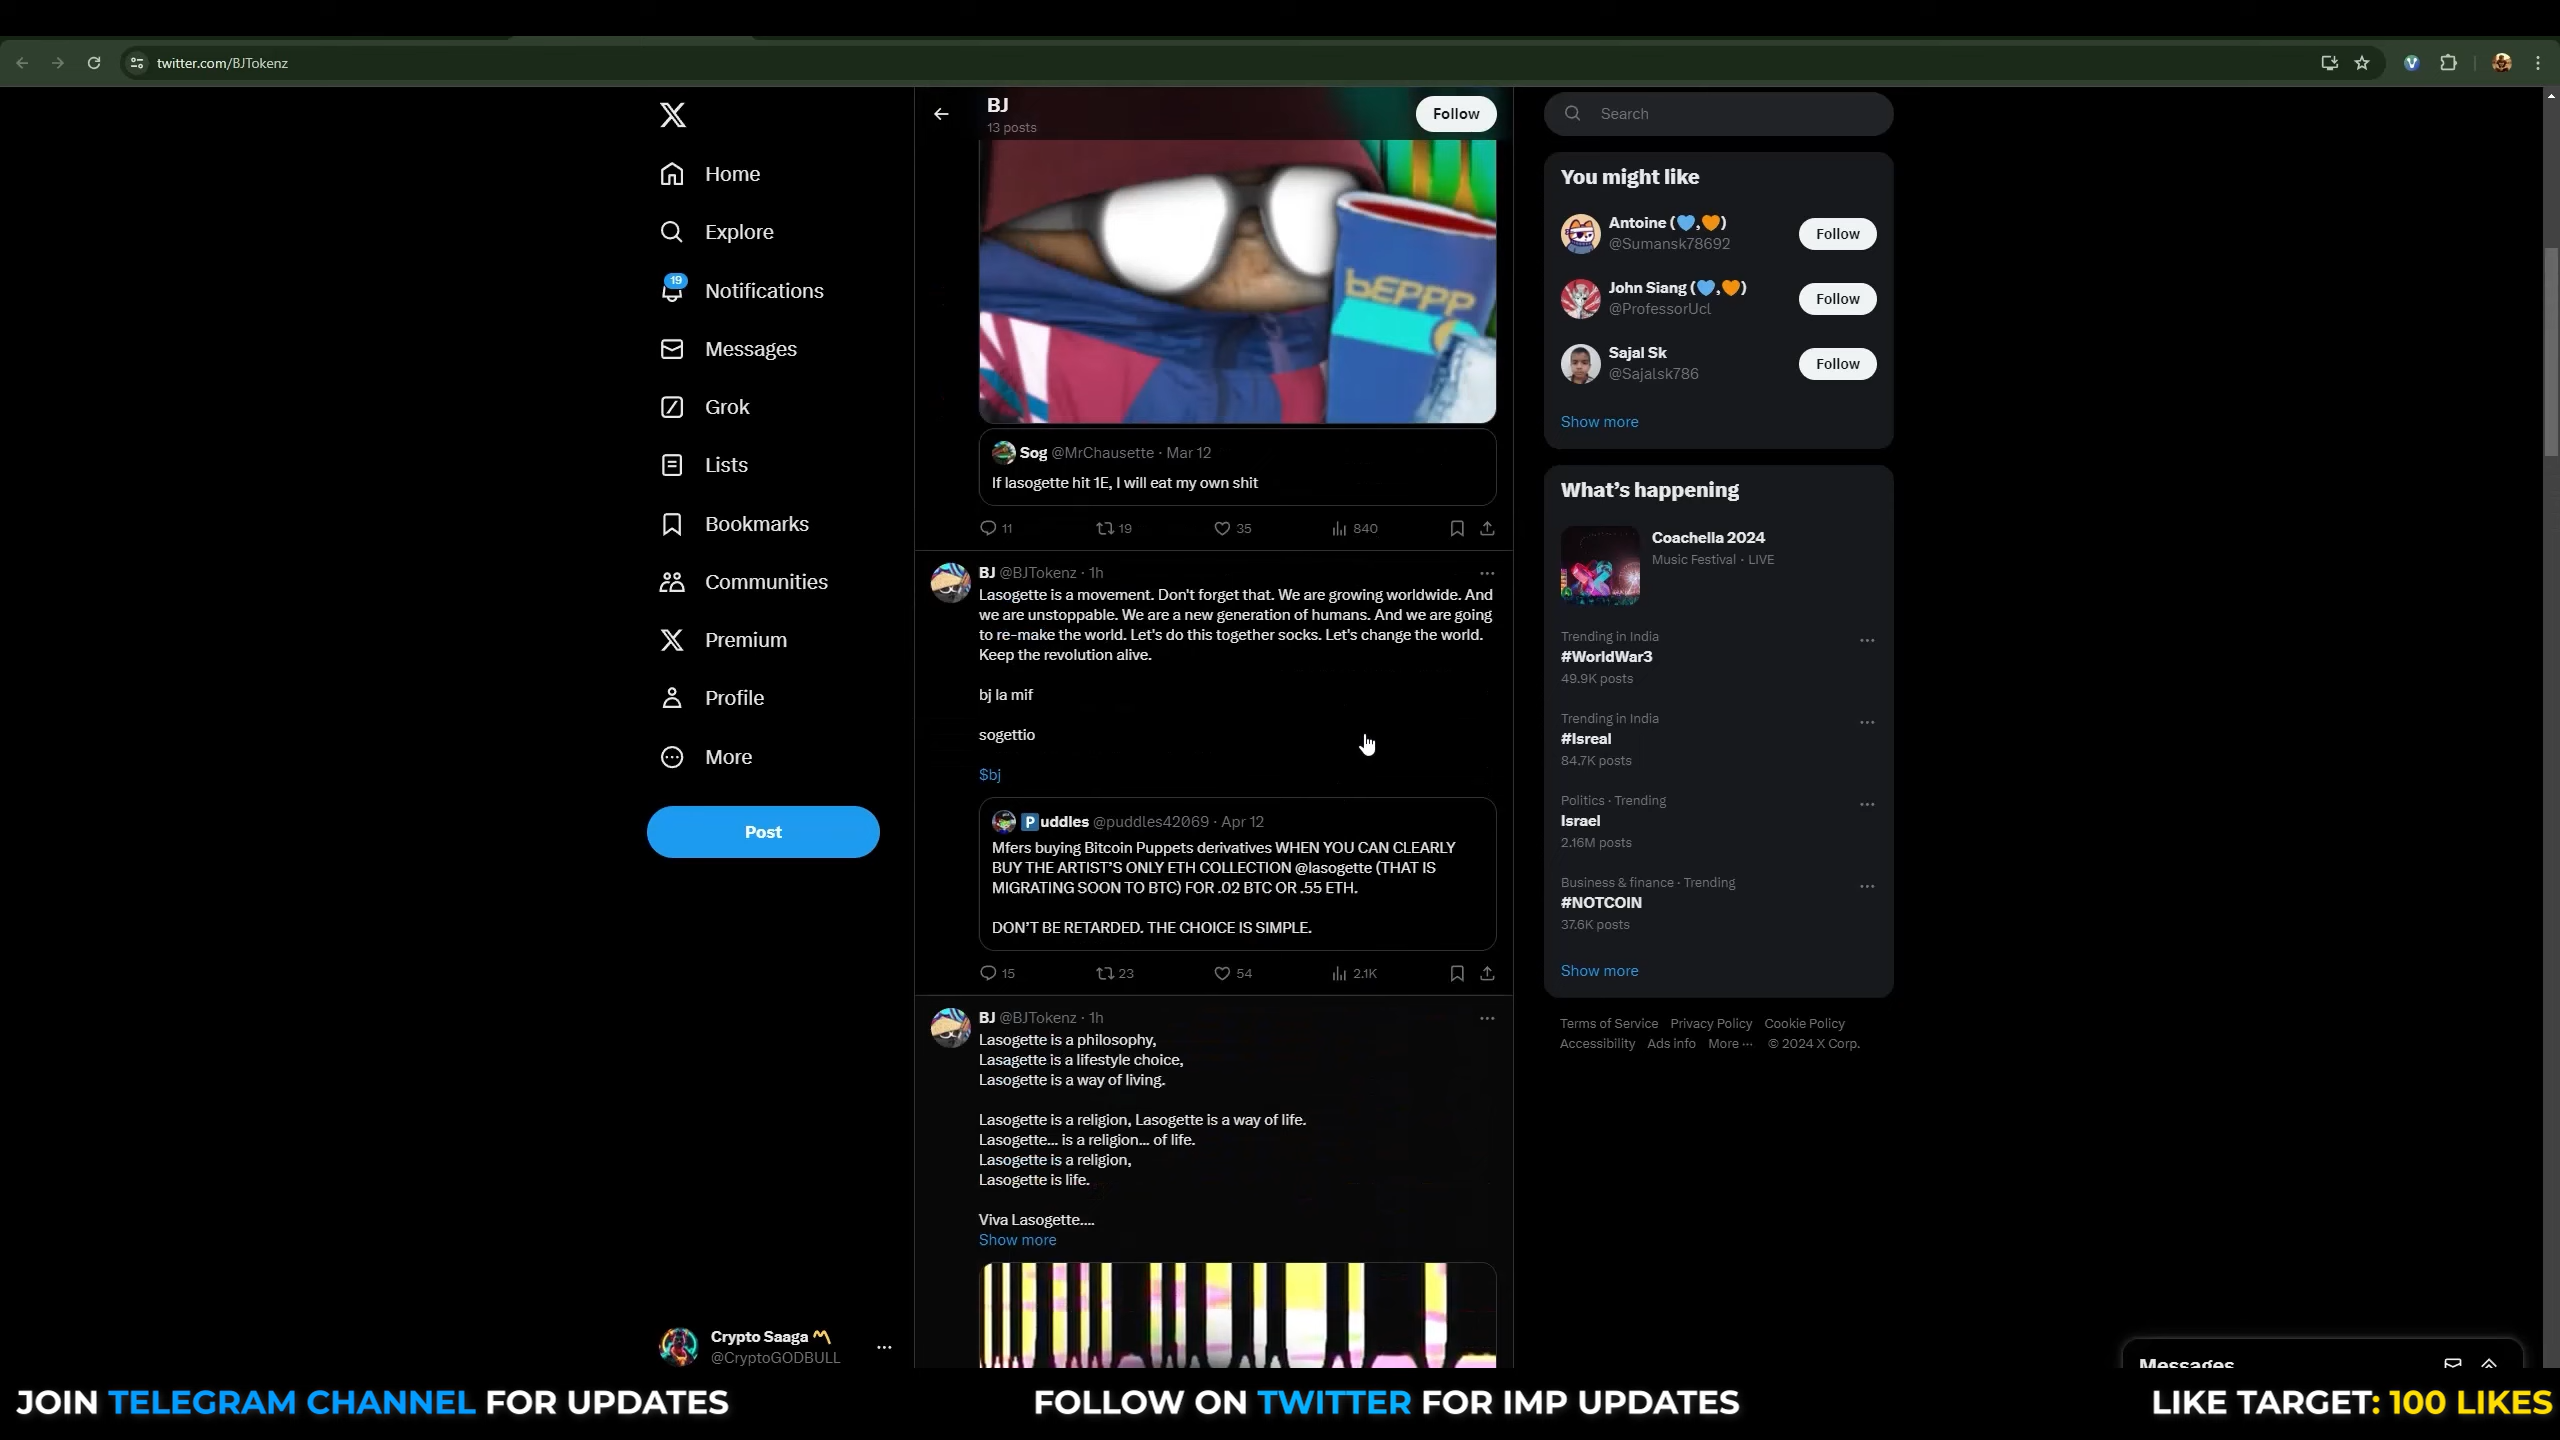 twitter.com/BJTokenz
Home
Explore
19
Notifications
Messages
Grok
Lists
Bookmarks
Communities
Premium
Profile
More
Post
Crypto Saaga
@CryptoGODBULL
BJ
13 posts
Follow
Sog @MrChausette · Mar 12
If lasogette hit 1E, I will eat my own shit
11 19 35 840
BJ @BJTokenz · 1h
Lasogette is a movement. Don't forget that. We are growing worldwide. And
we are unstoppable. We are a new generation of humans. And we are going
to re-make the world. Let's do this together socks. Let's change the world.
Keep the revolution alive.
bj la mif
sogettio
$bj
🅿uddles @puddles42069 · Apr 12
Mfers buying Bitcoin Puppets derivatives WHEN YOU CAN CLEARLY
BUY THE ARTIST'S ONLY ETH COLLECTION @lasogette (THAT IS
MIGRATING SOON TO BTC) FOR .02 BTC OR .55 ETH.
DON'T BE RETARDED. THE CHOICE IS SIMPLE.
15 23 54 2.1K
BJ @BJTokenz · 1h
Lasogette is a philosophy,
Lasagette is a lifestyle choice,
Lasogette is a way of living.
Lasogette is a religion, Lasogette is a way of life.
Lasogette... is a religion... of life.
Lasogette is a religion,
Lasogette is life.
Viva Lasogette....
Show more
Search
You might like
Antoine (🩵,🧡)
@Sumansk78692
Follow
John Siang (🩵,🧡)
@ProfessorUcl
Follow
Sajal Sk
@Sajalsk786
Follow
Show more
What's happening
Coachella 2024
Music Festival · LIVE
Trending in India
#WorldWar3
49.9K posts
Trending in India
#Isreal
84.7K posts
Politics · Trending
Israel
2.16M posts
Business & finance · Trending
#NOTCOIN
37.6K posts
Show more
Terms of Service Privacy Policy Cookie Policy
Accessibility Ads info More ··· © 2024 X Corp.
Messages
JOIN TELEGRAM CHANNEL FOR UPDATES
FOLLOW ON TWITTER FOR IMP UPDATES
LIKE TARGET: 100 LIKES